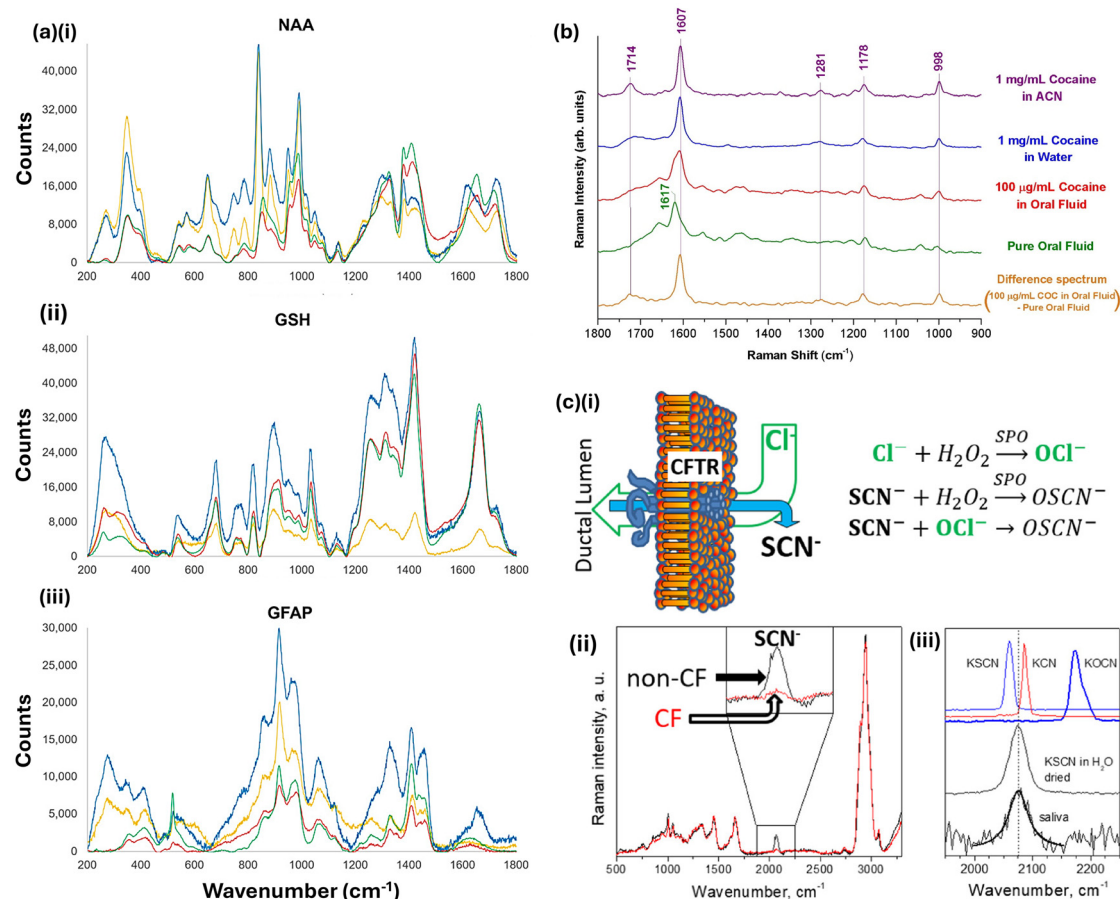 (a)(i)
NAA
Counts
40,000
32,000
24,000
16,000
8,000
0
200 400 600 800 1000 1200 1400 1600 1800
(ii)
GSH
Counts
48,000
40,000
32,000
24,000
16,000
8,000
0
200 400 600 800 1000 1200 1400 1600 1800
(iii)
GFAP
Counts
30,000
25,000
20,000
15,000
10,000
5,000
0
200 400 600 800 1000 1200 1400 1600 1800
Wavenumber (cm-1)
(b)
Raman Intensity (arb. units)
1714
1607
1281
1178
998
1617
1 mg/mL Cocaine
in ACN
1 mg/mL Cocaine
in Water
100 µg/mL Cocaine
in Oral Fluid
Pure Oral Fluid
Difference spectrum
(100 µg/mL COC in Oral Fluid
- Pure Oral Fluid)
1800 1700 1600 1500 1400 1300 1200 1100 1000 900
Raman Shift (cm-1)
(c)(i)
Ductal Lumen
CFTR
Cl-
SCN-
Cl− + H2O2 SPO → OCl−
SCN− + H2O2 SPO → OSCN−
SCN− + OCl− → OSCN−
(ii)
Raman intensity, a. u.
SCN-
non-CF
CF
500 1000 1500 2000 2500 3000
Wavenumber, cm-1
(iii)
KSCN KCN KOCN
KSCN in H2O
dried
saliva
2000 2100 2200
Wavenumber, cm-1